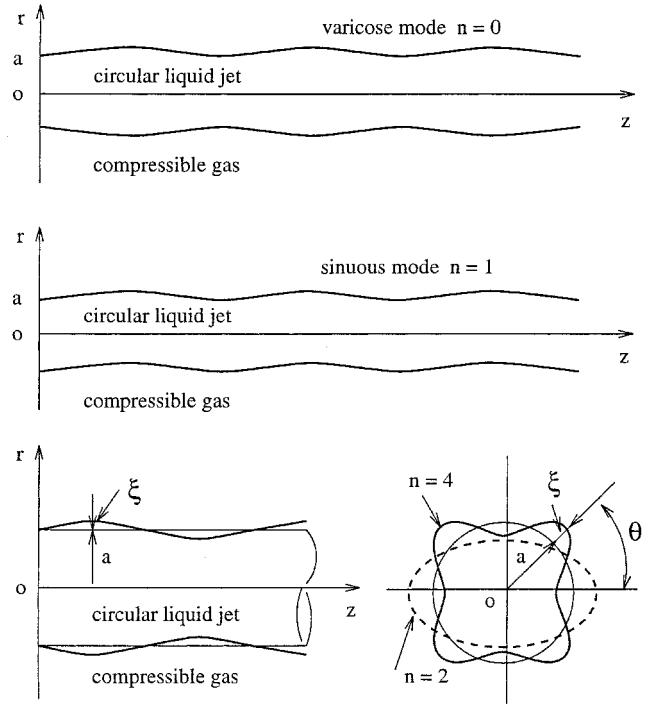 r
varicose mode n = 0
a
circular liquid jet
o
z
compressible gas
r
sinuous mode n = 1
a
circular liquid jet
o
z
compressible gas
r
ξ
a
o
circular liquid jet
z
compressible gas
n = 4
ξ
θ
a
o
n = 2